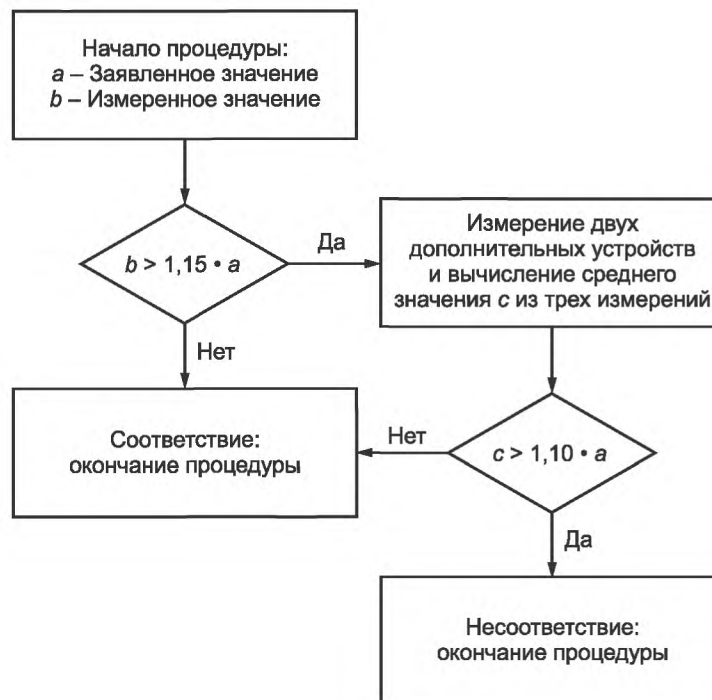 Начало процедуры:
a – Заявленное значение
b – Измеренное значение
b > 1,15 • a
Да
Измерение двух
дополнительных устройств
и вычисление среднего
значения c из трех измерений
Нет
Соответствие:
окончание процедуры
Нет
c > 1,10 • a
Да
Несоответствие:
окончание процедуры